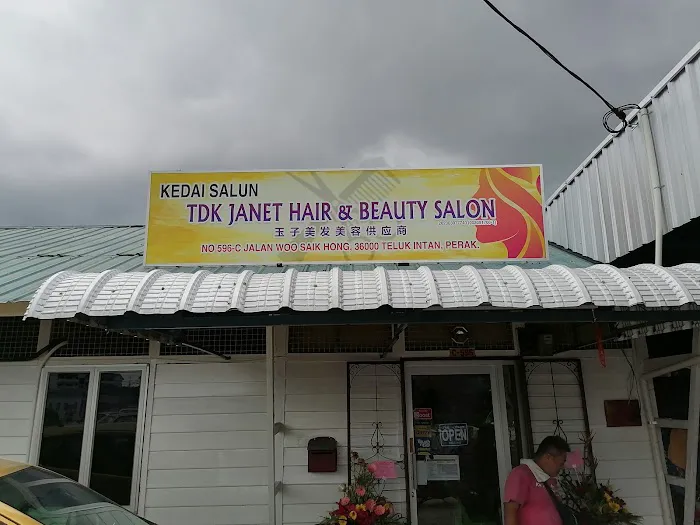 KEDAI SALUN
TDK JANET HAIR & BEAUTY SALON
玉子美发美容供应商
NO 596-C JALAN WOO SAIK HONG, 36000 TELUK INTAN, PERAK.
OPEN